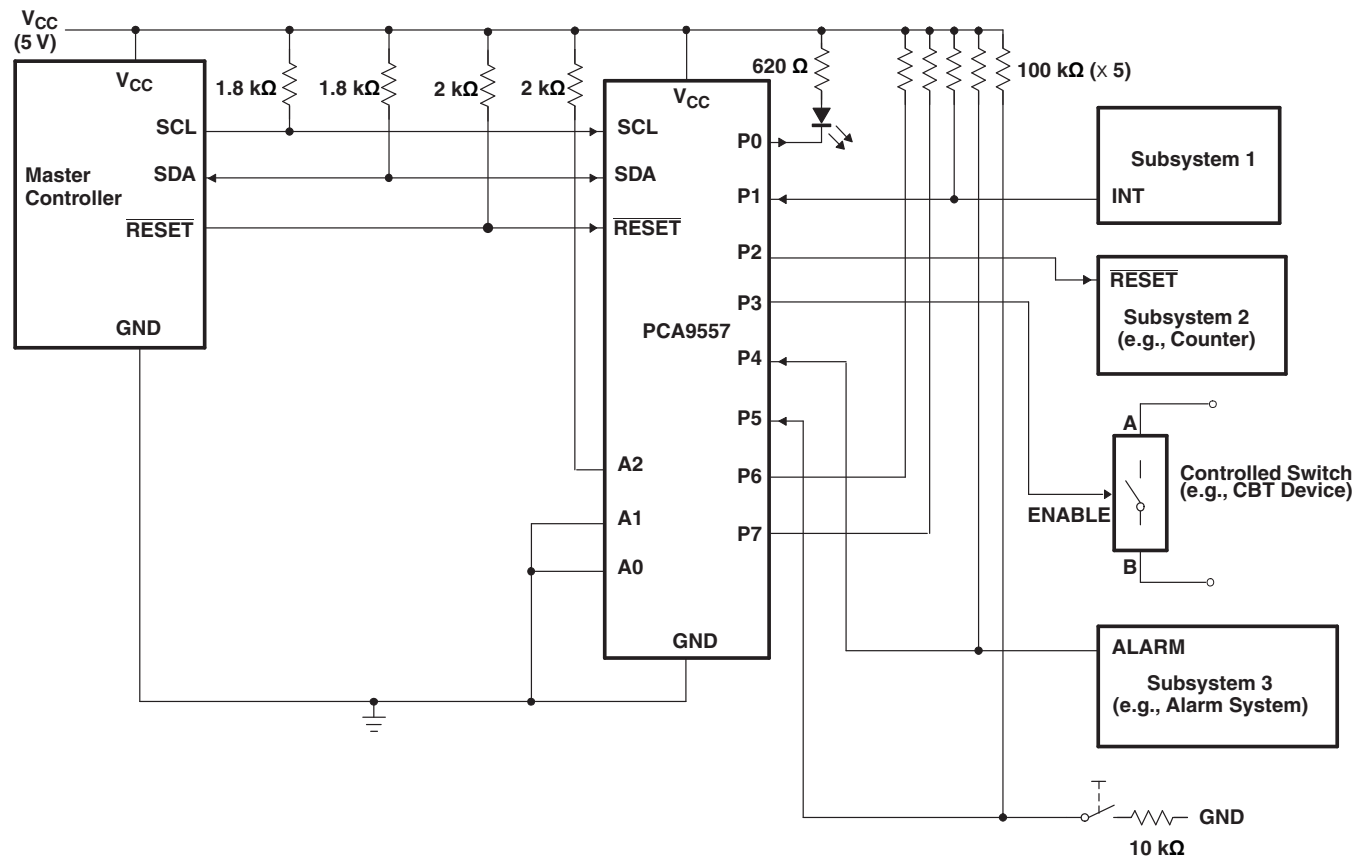 VCC
(5 V)
VCC
1.8 kΩ
1.8 kΩ
2 kΩ
2 kΩ
VCC
620 Ω
100 kΩ (x 5)
SCL
SCL
P0
Subsystem 1
Master
Controller
SDA
SDA
P1
INT
RESET
RESET
P2
RESET
P3
Subsystem 2
(e.g., Counter)
GND
PCA9557
P4
P5
A
A2
P6
Controlled Switch
(e.g., CBT Device)
ENABLE
A1
P7
A0
B
GND
ALARM
Subsystem 3
(e.g., Alarm System)
GND
10 kΩ